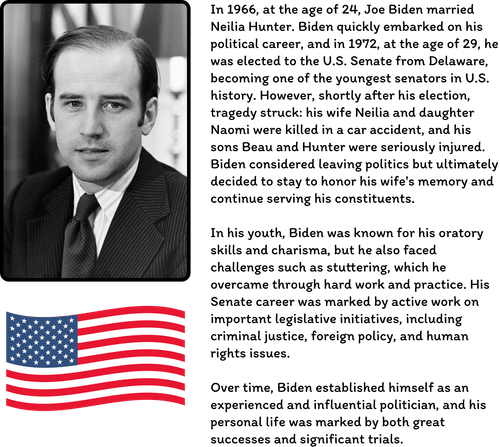 In 1966, at the age of 24, Joe Biden married
Neilia Hunter. Biden quickly embarked on his
political career, and in 1972, at the age of 29, he
was elected to the U.S. Senate from Delaware,
becoming one of the youngest senators in U.S.
history. However, shortly after his election,
tragedy struck: his wife Neilia and daughter
Naomi were killed in a car accident, and his
sons Beau and Hunter were seriously injured.
Biden considered leaving politics but ultimately
decided to stay to honor his wife's memory and
continue serving his constituents.
In his youth, Biden was known for his oratory
skills and charisma, but he also faced
challenges such as stuttering, which he
overcame through hard work and practice. His
Senate career was marked by active work on
important legislative initiatives, including
criminal justice, foreign policy, and human
rights issues.
Over time, Biden established himself as an
experienced and influential politician, and his
personal life was marked by both great
successes and significant trials.